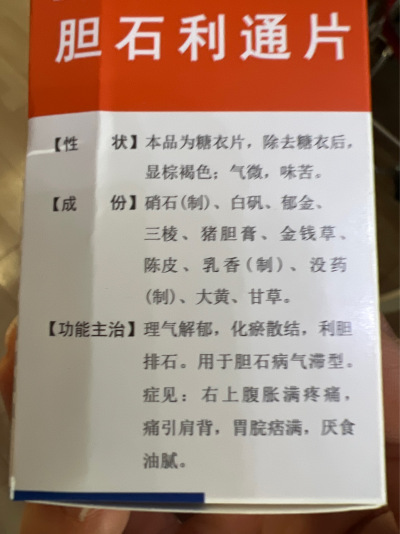 胆石利通片
【性 状】本品为糖衣片，除去糖衣后，
显棕褐色；气微，味苦。
【成 份】硝石(制)、白矾、郁金、
三棱、猪胆膏、金钱草、
陈皮、乳香(制)、没药
(制)、大黄、甘草。
【功能主治】理气解郁，化瘀散结，利胆
排石。用于胆石病气滞型。
症见：右上腹胀满疼痛，
痛引肩背，胃脘痞满，厌食
油腻。